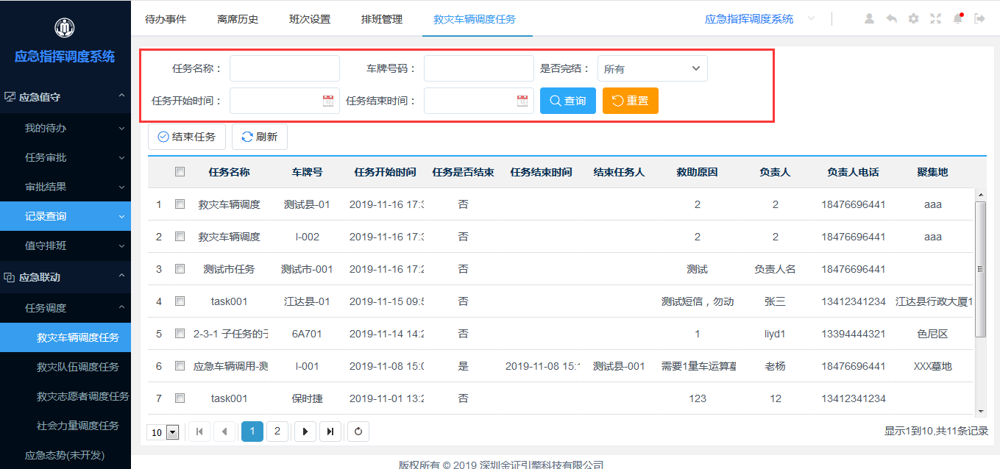 应急指挥调度系统
应急值守
我的待办
任务审批
审批结果
记录查询
值守排班
应急联动
任务调度
救灾车辆调度任务
救灾队伍调度任务
救灾志愿者调度任务
社会力量调度任务
应急态势(未开发)
待办事件 离席历史 班次设置 排班管理 救灾车辆调度任务 应急指挥调度系统
任务名称： 车牌号码： 是否完结： 所有
任务开始时间： 任务结束时间： 查询 重置
结束任务 刷新
任务名称 车牌号 任务开始时间 任务是否结束 任务结束时间 结束任务人 救助原因 负责人 负责人电话 聚集地
1 救灾车辆调度 测试县-01 2019-11-16 17:3 否 2 2 18476696441 aaa
2 救灾车辆调度 I-002 2019-11-16 17:3 否 2 2 18476696441 aaa
3 测试市任务 测试市-001 2019-11-16 17:2 否 测试 负责人名 18476696441
4 task001 江达县-01 2019-11-15 09:5 否 测试短信，勿动 张三 13412341234 江达县行政大厦1
5 2-3-1 子任务的子 6A701 2019-11-14 14:2 否 1 liyd1 13394444321 色尼区
6 应急车辆调用-测 I-001 2019-11-08 15:0 是 2019-11-08 15:1 测试县-001 需要1量车运算 老杨 18476696441 XXX墓地
7 task001 保时捷 2019-11-01 13:2 否 123 12 13412341234
10 1 2 显示1到10,共11条记录
版权所有 © 2019 深圳金证引擎科技有限公司